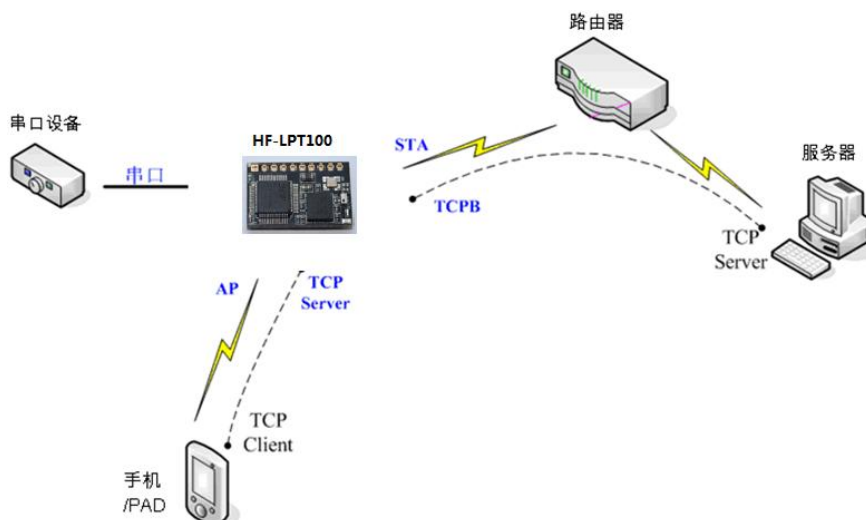 路由器
串口设备
HF-LPT100
STA
服务器
串口
TCPB
TCP
Server
AP
TCP
Server
TCP
Client
手机
/PAD